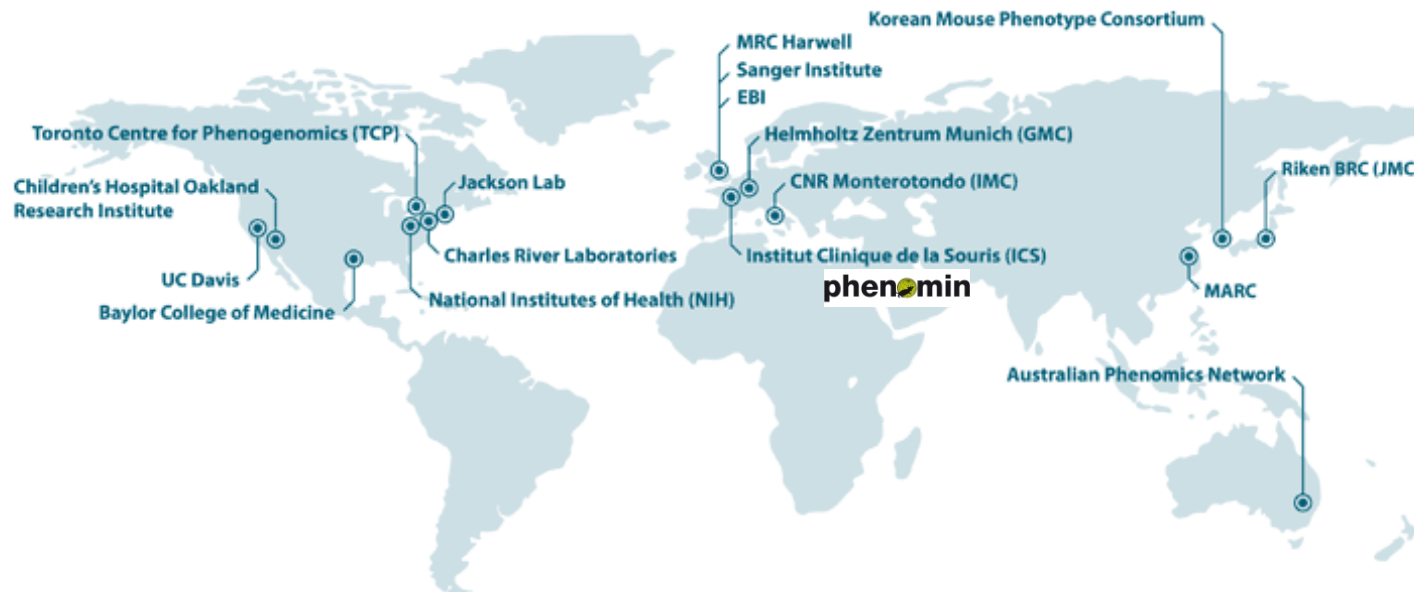 Korean Mouse Phenotype Consortium
MRC Harwell
Sanger Institute
EBI
Toronto Centre for Phenogenomics (TCP)
Helmholtz Zentrum Munich (GMC)
Riken BRC (JMC
Children's Hospital Oakland
Research Institute
Jackson Lab
CNR Monterotondo (IMC)
Charles River Laboratories
Institut Clinique de la Souris (ICS)
UC Davis
phenomin
MARC
National Institutes of Health (NIH)
Baylor College of Medicine
Australian Phenomics Network